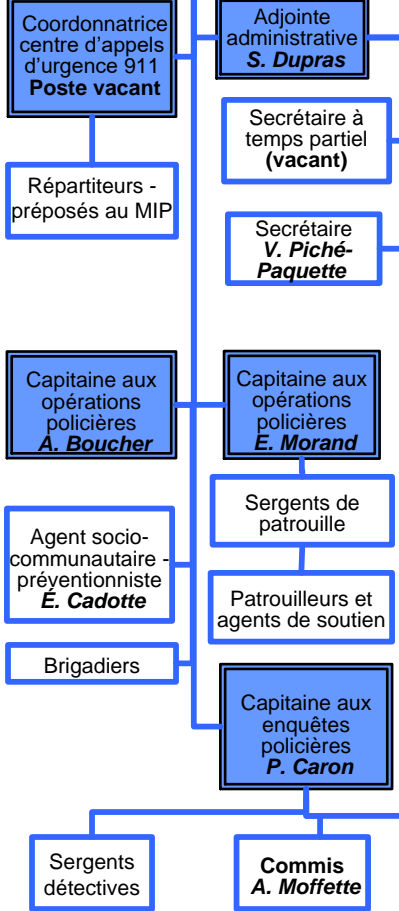 Coordonnatrice
centre d'appels
d'urgence 911
Poste vacant
Adjointe
administrative
S. Dupras
Secrétaire à
temps partiel
(vacant)
Répartiteurs -
préposés au MIP
Secrétaire
V. Piché-
Paquette
Capitaine aux
opérations
policières
A. Boucher
Capitaine aux
opérations
policières
E. Morand
Sergents de
patrouille
Agent socio-
communautaire -
préventionniste
É. Cadotte
Patrouilleurs et
agents de soutien
Brigadiers
Capitaine aux
enquêtes
policières
P. Caron
Sergents
détectives
Commis
A. Moffette